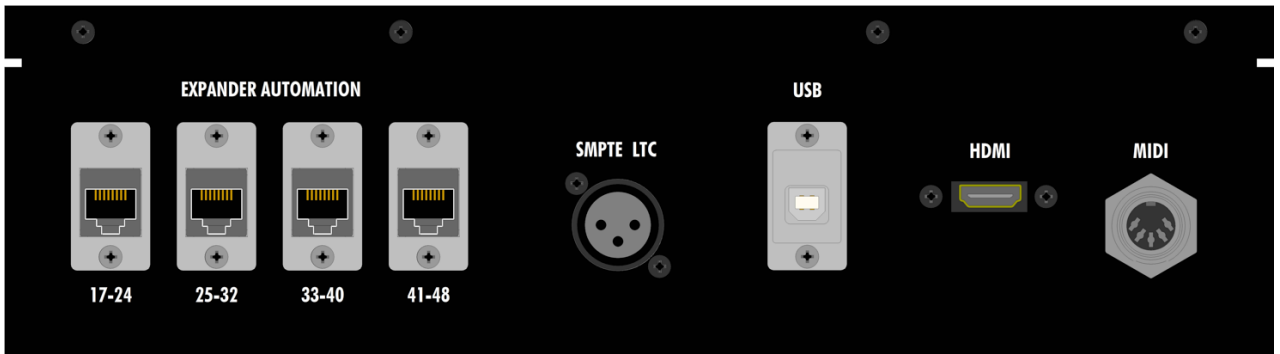 EXPANDER AUTOMATION
USB
SMPTE LTC
HDMI
MIDI
17-24
25-32
33-40
41-48